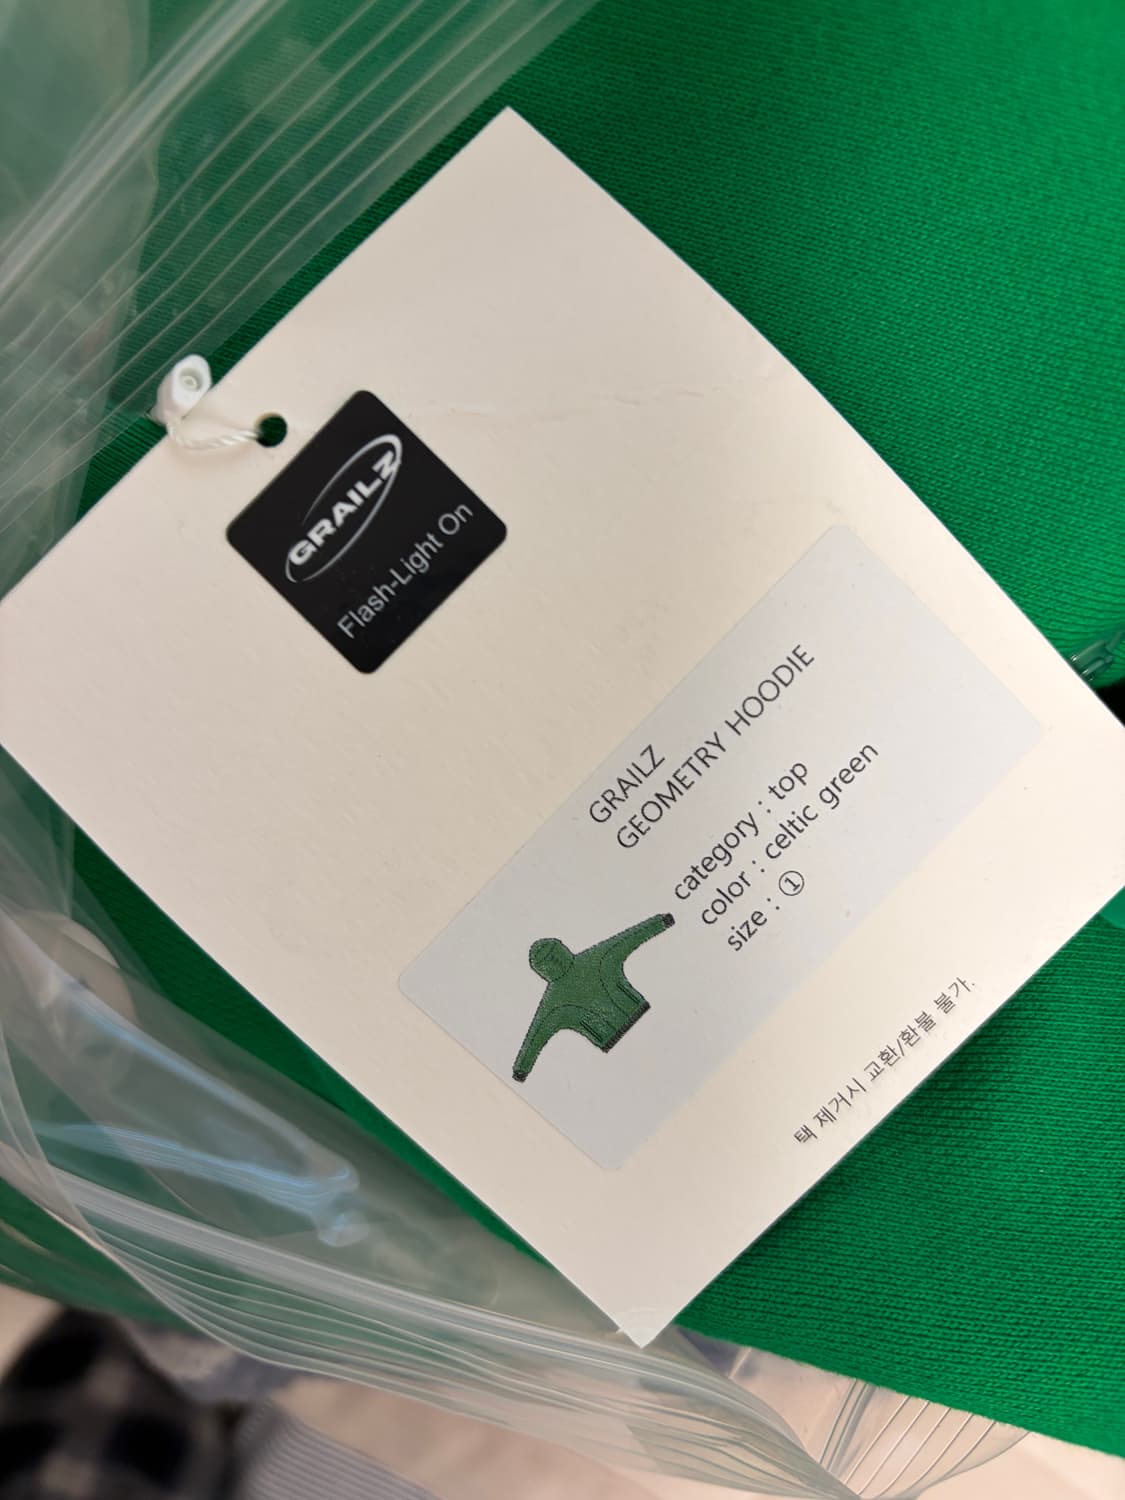 GRAILZ
Flash-Light On
GRAILZ
GEOMETRY HOODIE
category : top
color : celtic green
size : ①
택 제거시 교환/환불 불가.